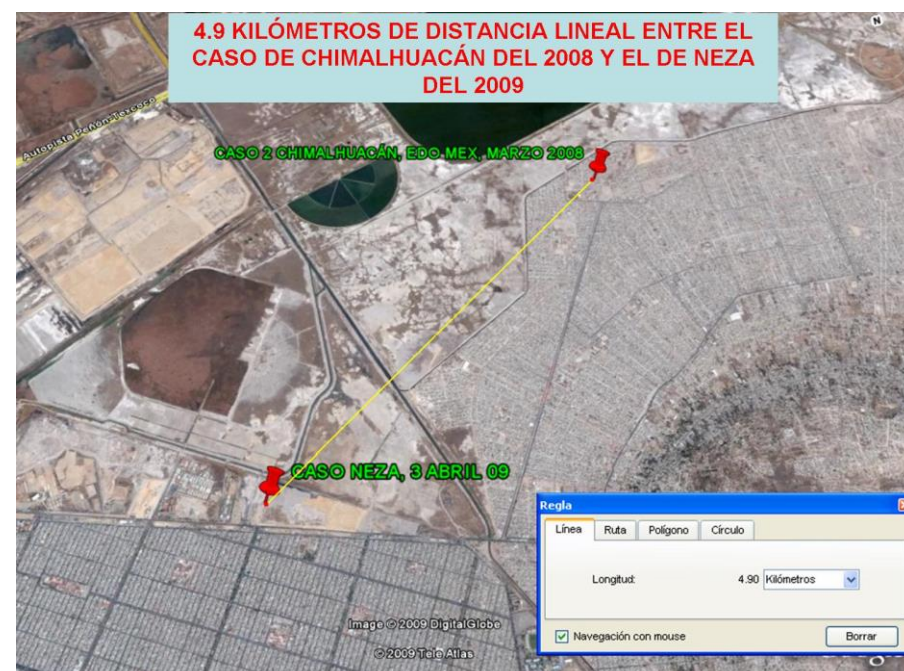 4.9 KILÓMETROS DE DISTANCIA LINEAL ENTRE EL
CASO DE CHIMALHUACÁN DEL 2008 Y EL DE NEZA
DEL 2009
N
Autopista Peñón-Texcoco
CASO 2 CHIMALHUACÁN, EDO-MEX, MARZO 2008
CASO NEZA, 3 ABRIL 09
Regla
Línea Ruta Polígono Círculo
Longitud: 4.90 Kilómetros
Navegación con mouse Borrar
Image © 2009 DigitalGlobe
© 2009 Tele Atlas